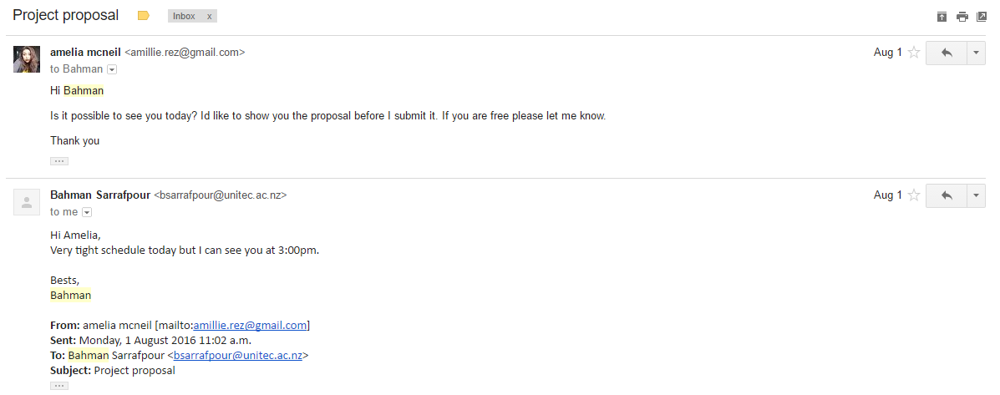 Project proposal Inbox x
amelia mcneil <amillie.rez@gmail.com> Aug 1
to Bahman
Hi Bahman
Is it possible to see you today? Id like to show you the proposal before I submit it. If you are free please let me know.
Thank you
...
Bahman Sarrafpour <bsarrafpour@unitec.ac.nz> Aug 1
to me
Hi Amelia,
Very tight schedule today but I can see you at 3:00pm.
Bests,
Bahman
From: amelia mcneil [mailto:amillie.rez@gmail.com]
Sent: Monday, 1 August 2016 11:02 a.m.
To: Bahman Sarrafpour <bsarrafpour@unitec.ac.nz>
Subject: Project proposal
...